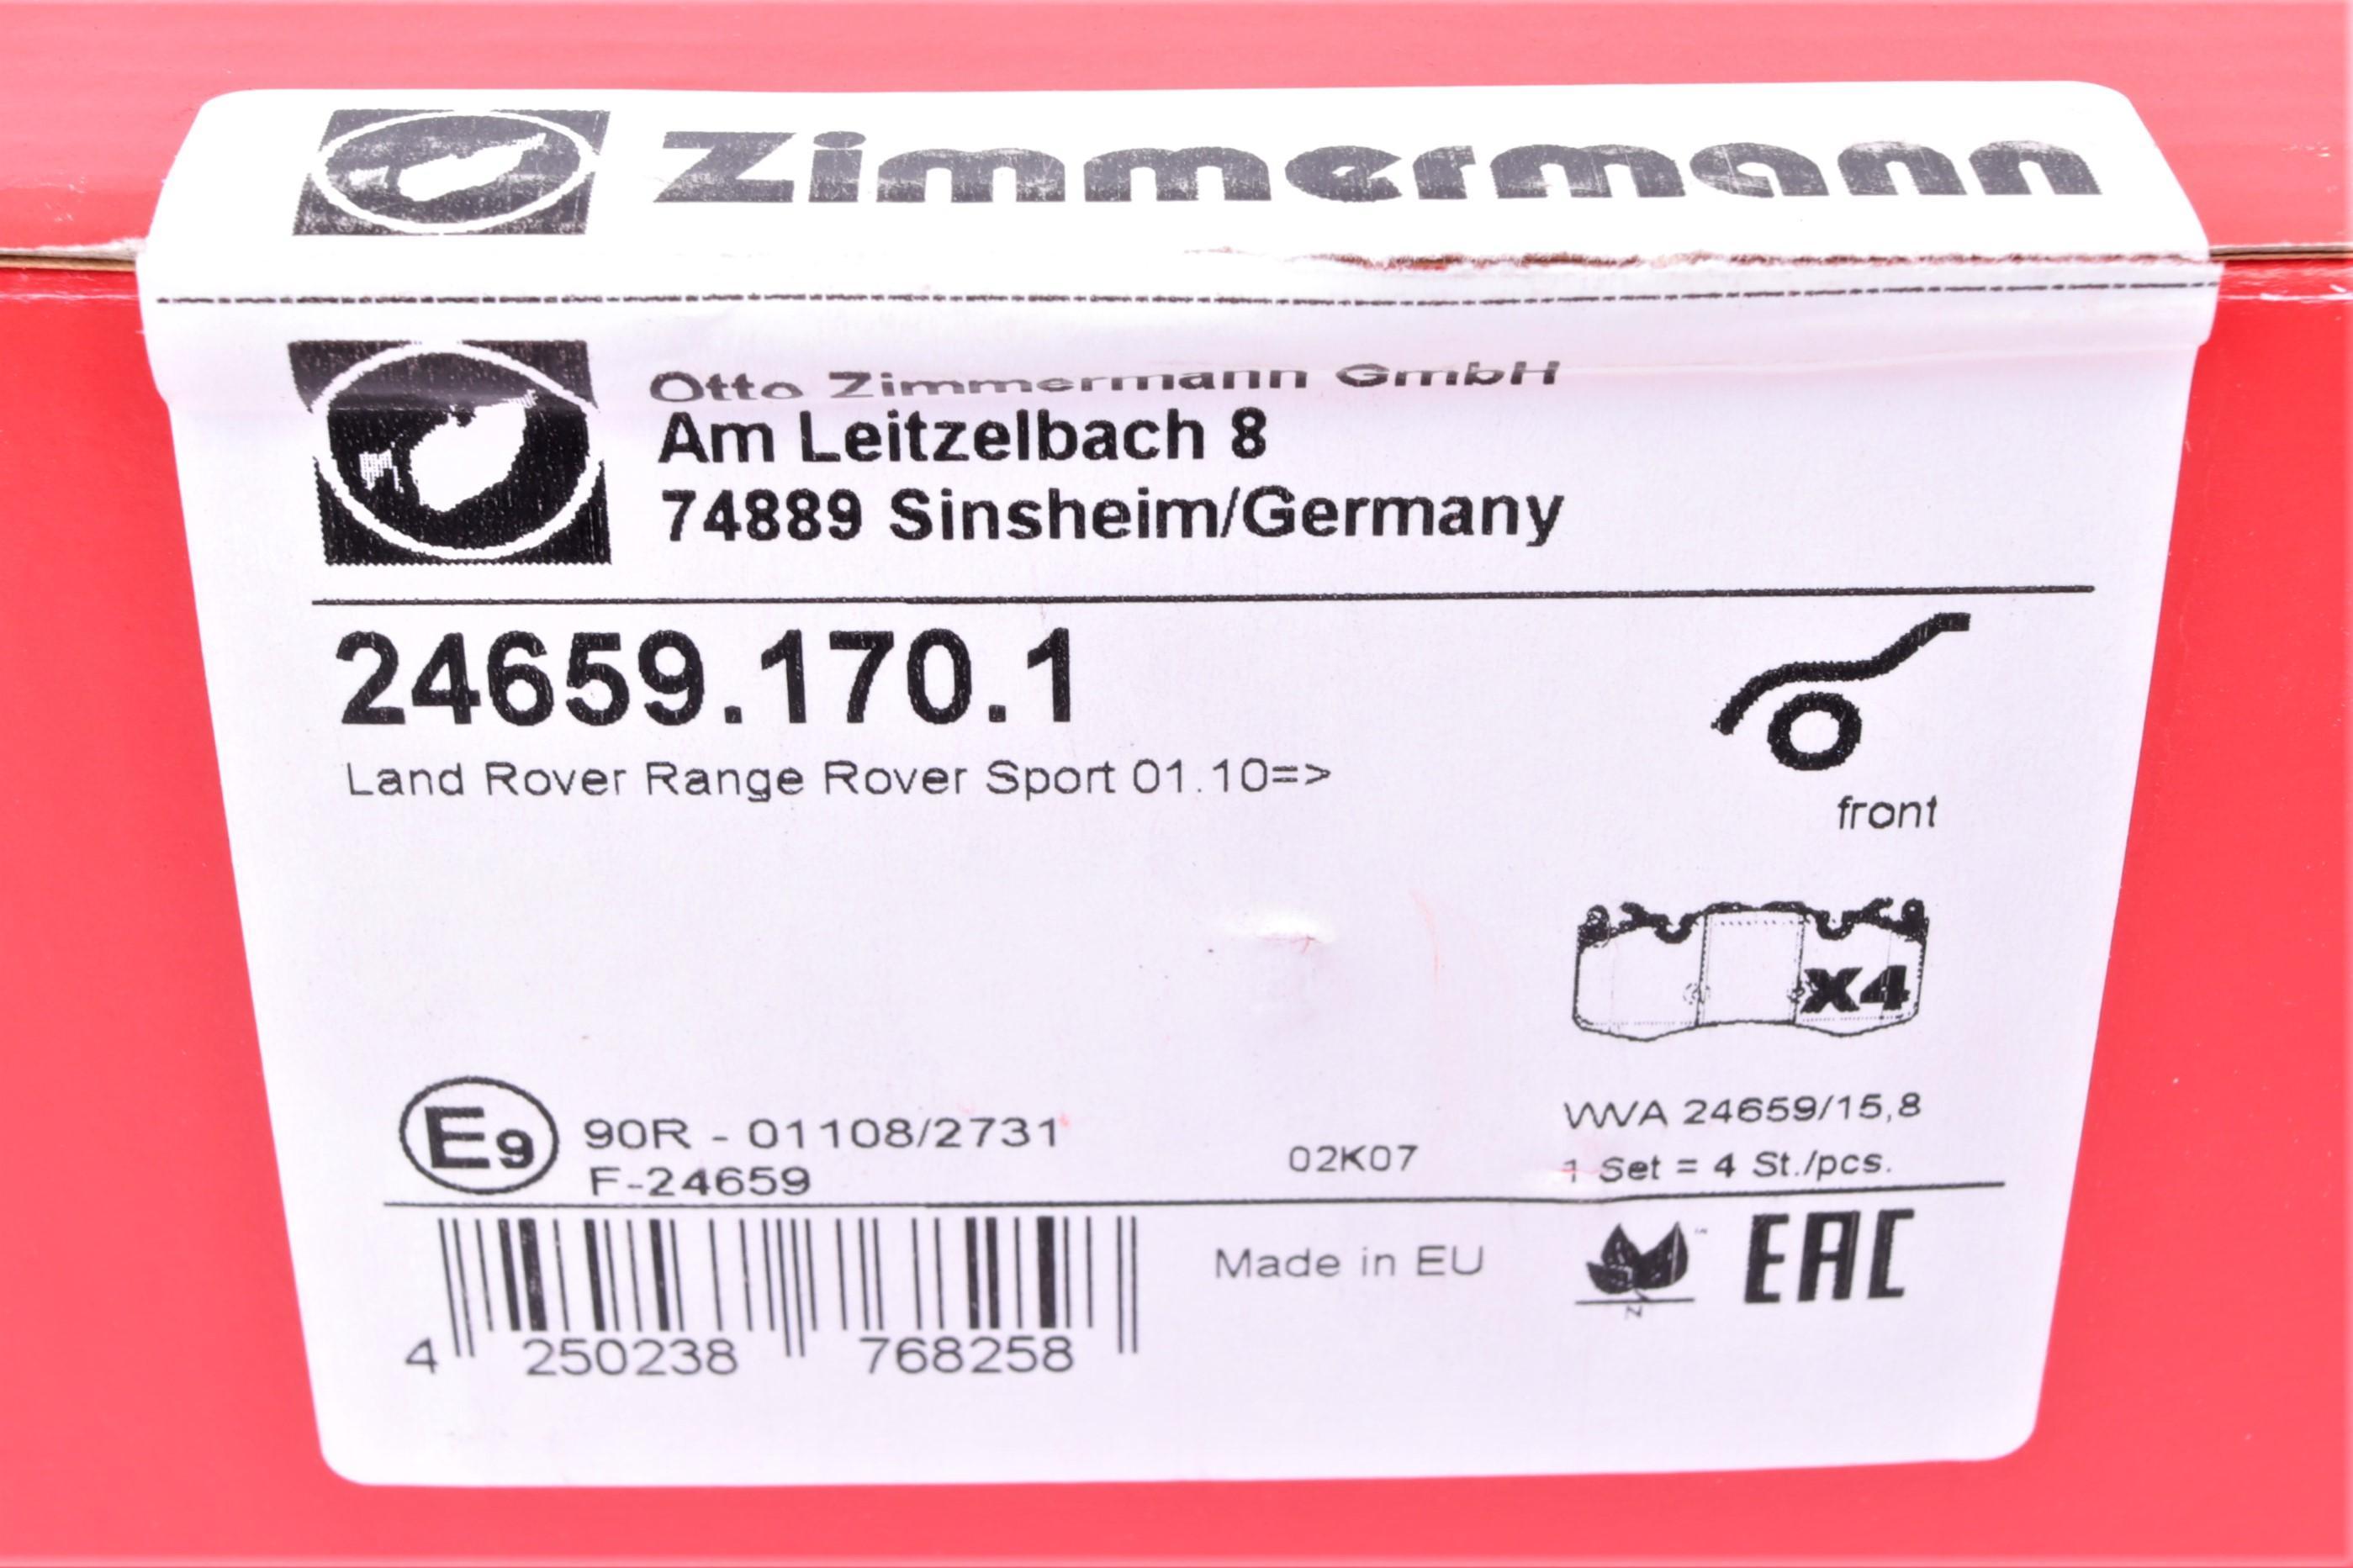 Zimmermann
Otto Zimmermann GmbH
Am Leitzelbach 8
74889 Sinsheim/Germany
24659.170.1
Land Rover Range Rover Sport 01.10=>
front
x4
E9
90R - 01108/2731
F-24659
02K07
WVA 24659/15,8
1 Set = 4 St./pcs.
Made in EU
N
EAC
4 250238 768258